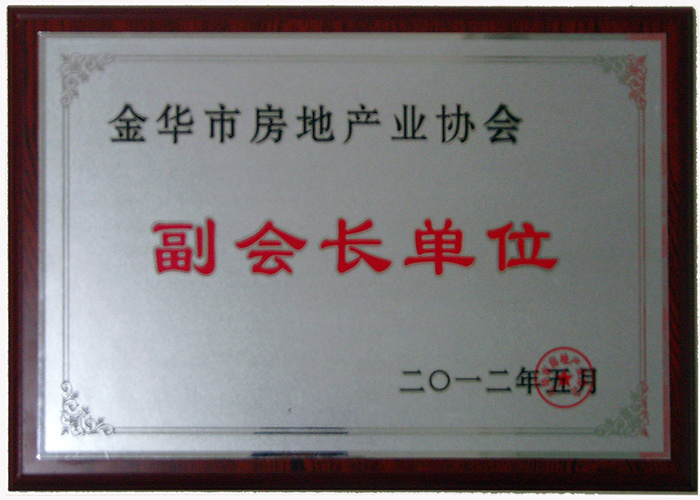 金华市房地产业协会
副会长单位
二〇一二年五月